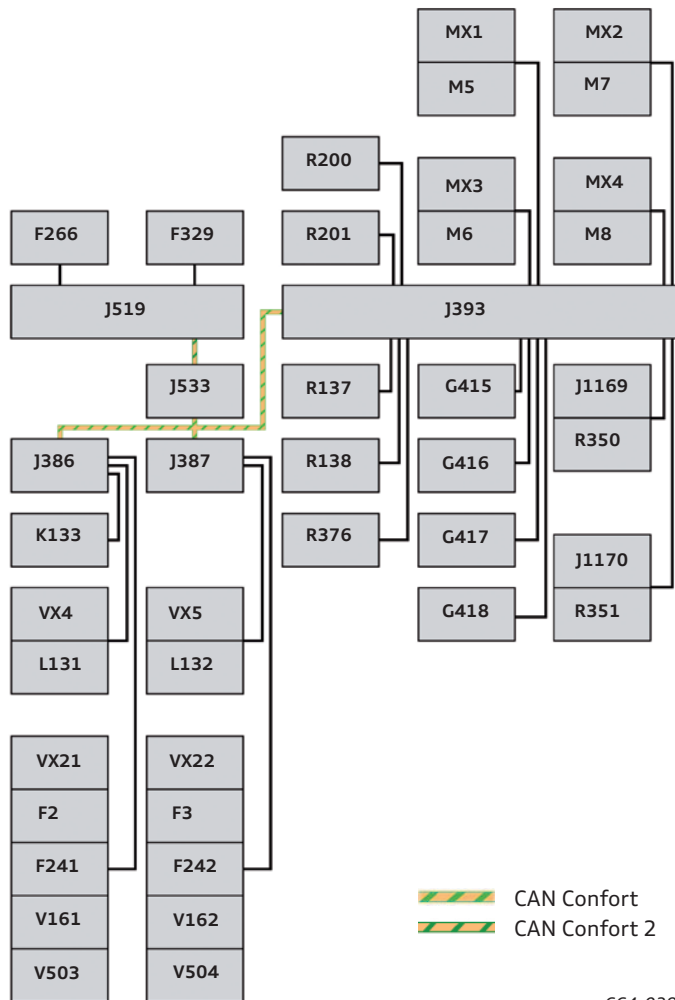 MX1
MX2
M5
M7
R200
MX3
MX4
R201
M6
M8
F266
F329
J519
J393
J533
R137
G415
J1169
R350
J386
J387
R138
G416
K133
R376
G417
J1170
VX4
VX5
G418
R351
L131
L132
VX21
VX22
F2
F3
F241
F242
V161
V162
V503
V504
CAN Confort
CAN Confort 2